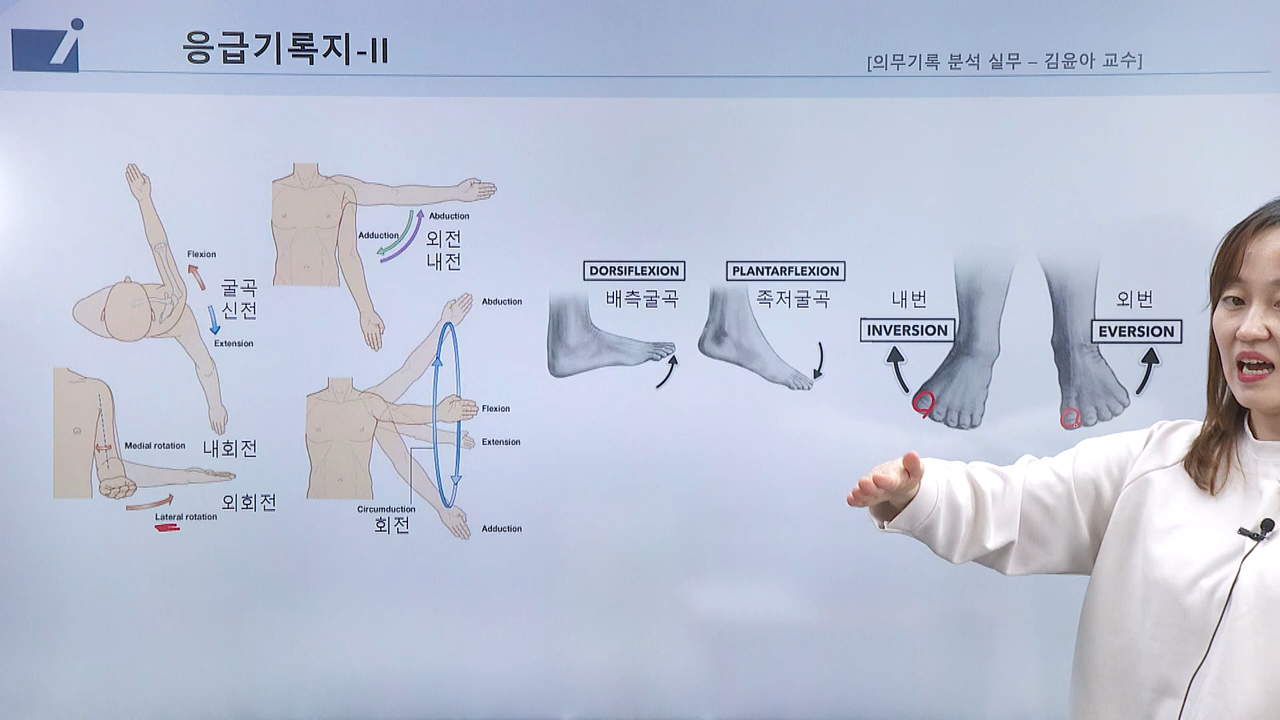 응급기록지-II
[의무기록 분석 실무 – 김윤아 교수]
Flexion
굴곡
신전
Extension
Abduction
Adduction
외전
내전
Medial rotation
내회전
외회전
Lateral rotation
Abduction
Flexion
Extension
Circumduction
회전
Adduction
DORSIFLEXION
배측굴곡
PLANTARFLEXION
족저굴곡
내번
INVERSION
외번
EVERSION